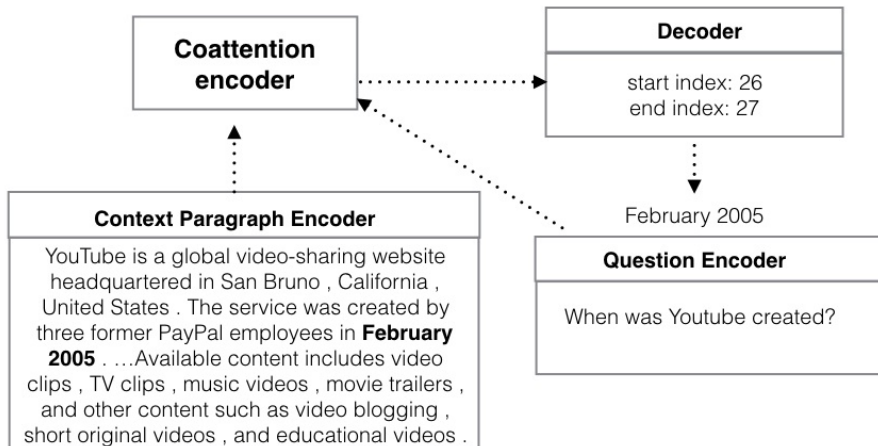 Coattention
encoder
Decoder
start index: 26
end index: 27
February 2005
Context Paragraph Encoder
YouTube is a global video-sharing website
headquartered in San Bruno , California ,
United States . The service was created by
three former PayPal employees in February
2005 . ...Available content includes video
clips , TV clips , music videos , movie trailers ,
and other content such as video blogging ,
short original videos , and educational videos .
Question Encoder
When was Youtube created?